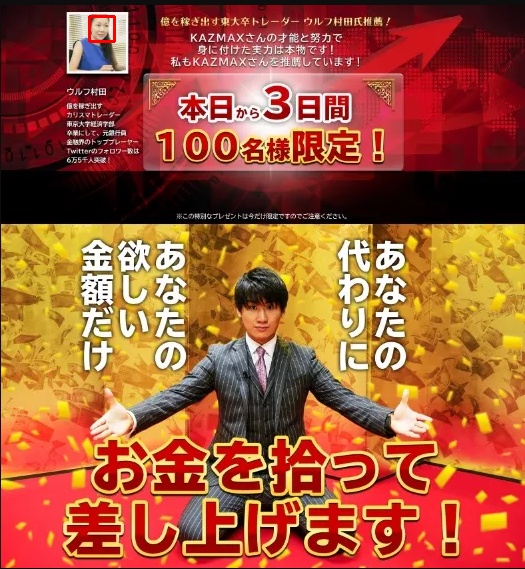 億を稼ぎ出す東大卒トレーダー ウルフ村田氏推薦！
KAZMAXさんの才能と努力で
身に付けた実力は本物です！
私もKAZMAXさんを推薦しています！
ウルフ村田
億を稼ぎ出す
カリスマトレーダー
東京大学経済学部
卒業にして、元銀行員
金融界のトッププレーヤー
Twitterのフォロワー数は
6万5千人突破！
本日から3日間
100名様限定！
※この特別なプレゼントは今だけ限定ですのでご注意ください。
あなたの
代わりに
あなたの
欲しい
金額だけ
お金を拾って
差し上げます！